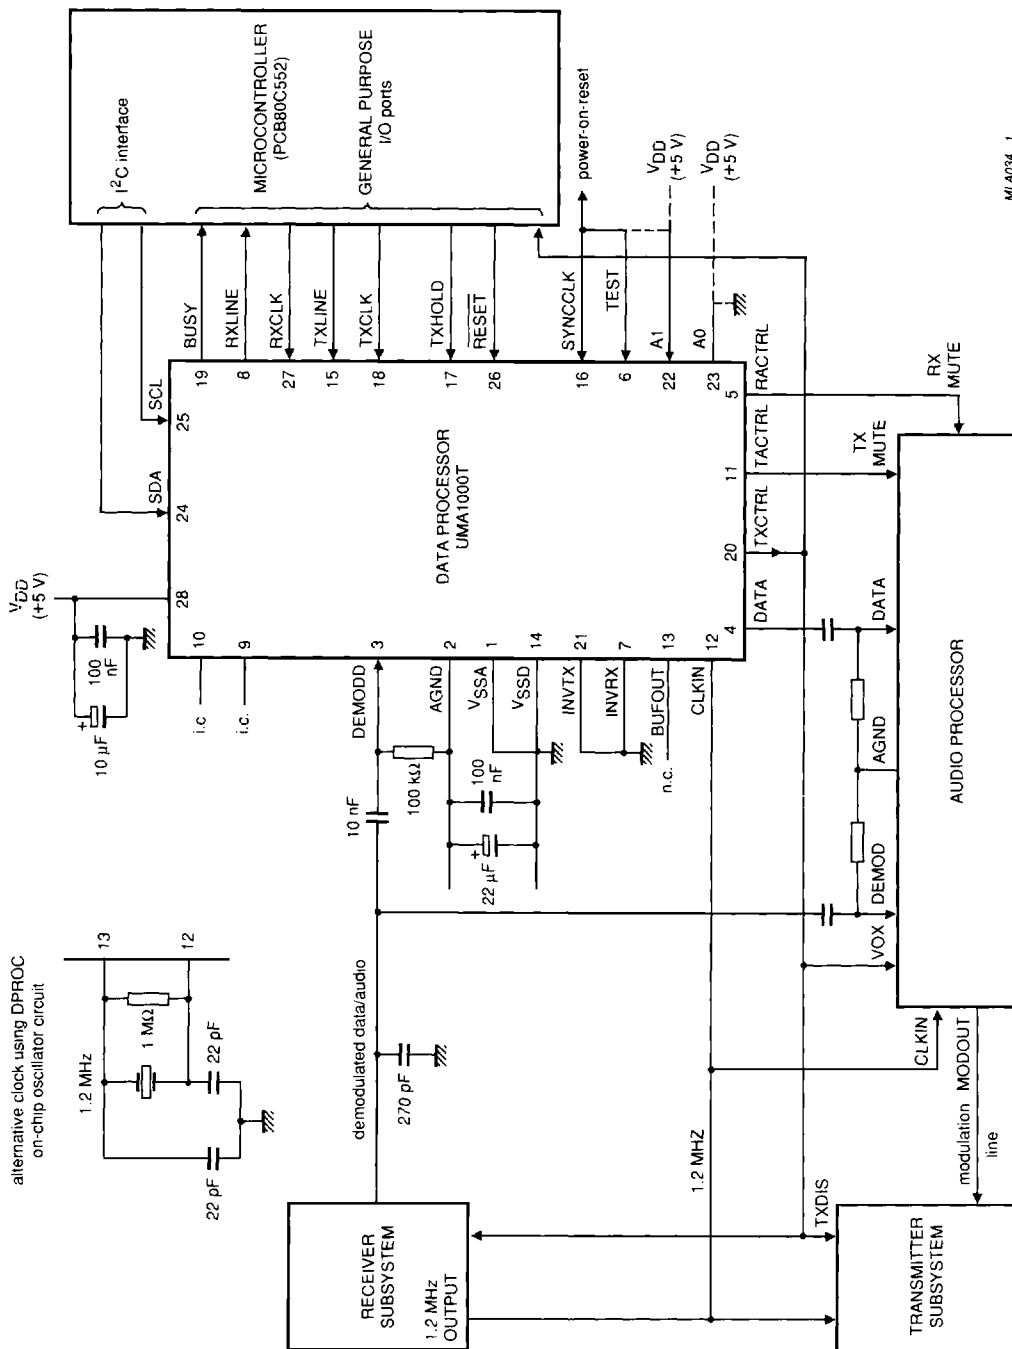 alternative clock using DPROC
on-chip oscillator circuit
1.2 MHz
13
12
1 MΩ
22 pF
22 pF
VDD
(+5 V)
10 µF
+
100
nF
i.c.
i.c.
10
9
28
SDA
24
SCL
25
I²C interface
MICROCONTROLLER
(PCB80C552)
GENERAL PURPOSE
I/O ports
BUSY
19
RXLINE
8
RXCLK
27
TXLINE
15
TXCLK
18
TXHOLD
17
RESET
26
SYNCCLK
16
TEST
6
A1
22
A0
23
power-on-reset
VDD
(+5 V)
VDD
(+5 V)
DATA PROCESSOR
UMA1000T
DEMODD
3
AGND
2
VSSA
1
VSSD
14
INVTX
21
INVRX
7
BUFOUT
13
n.c.
CLKIN
12
10 nF
100 kΩ
100
nF
22 µF
+
demodulated data/audio
270 pF
4
DATA
20
TXCTRL
11
TACTRL
5
RACTRL
TX
MUTE
RX
MUTE
RECEIVER
SUBSYSTEM
1.2 MHz
OUTPUT
1.2 MHZ
TXDIS
TRANSMITTER
SUBSYSTEM
modulation MODOUT
line
CLKIN
VOX
DEMOD
AGND
DATA
AUDIO PROCESSOR
MLA034_1